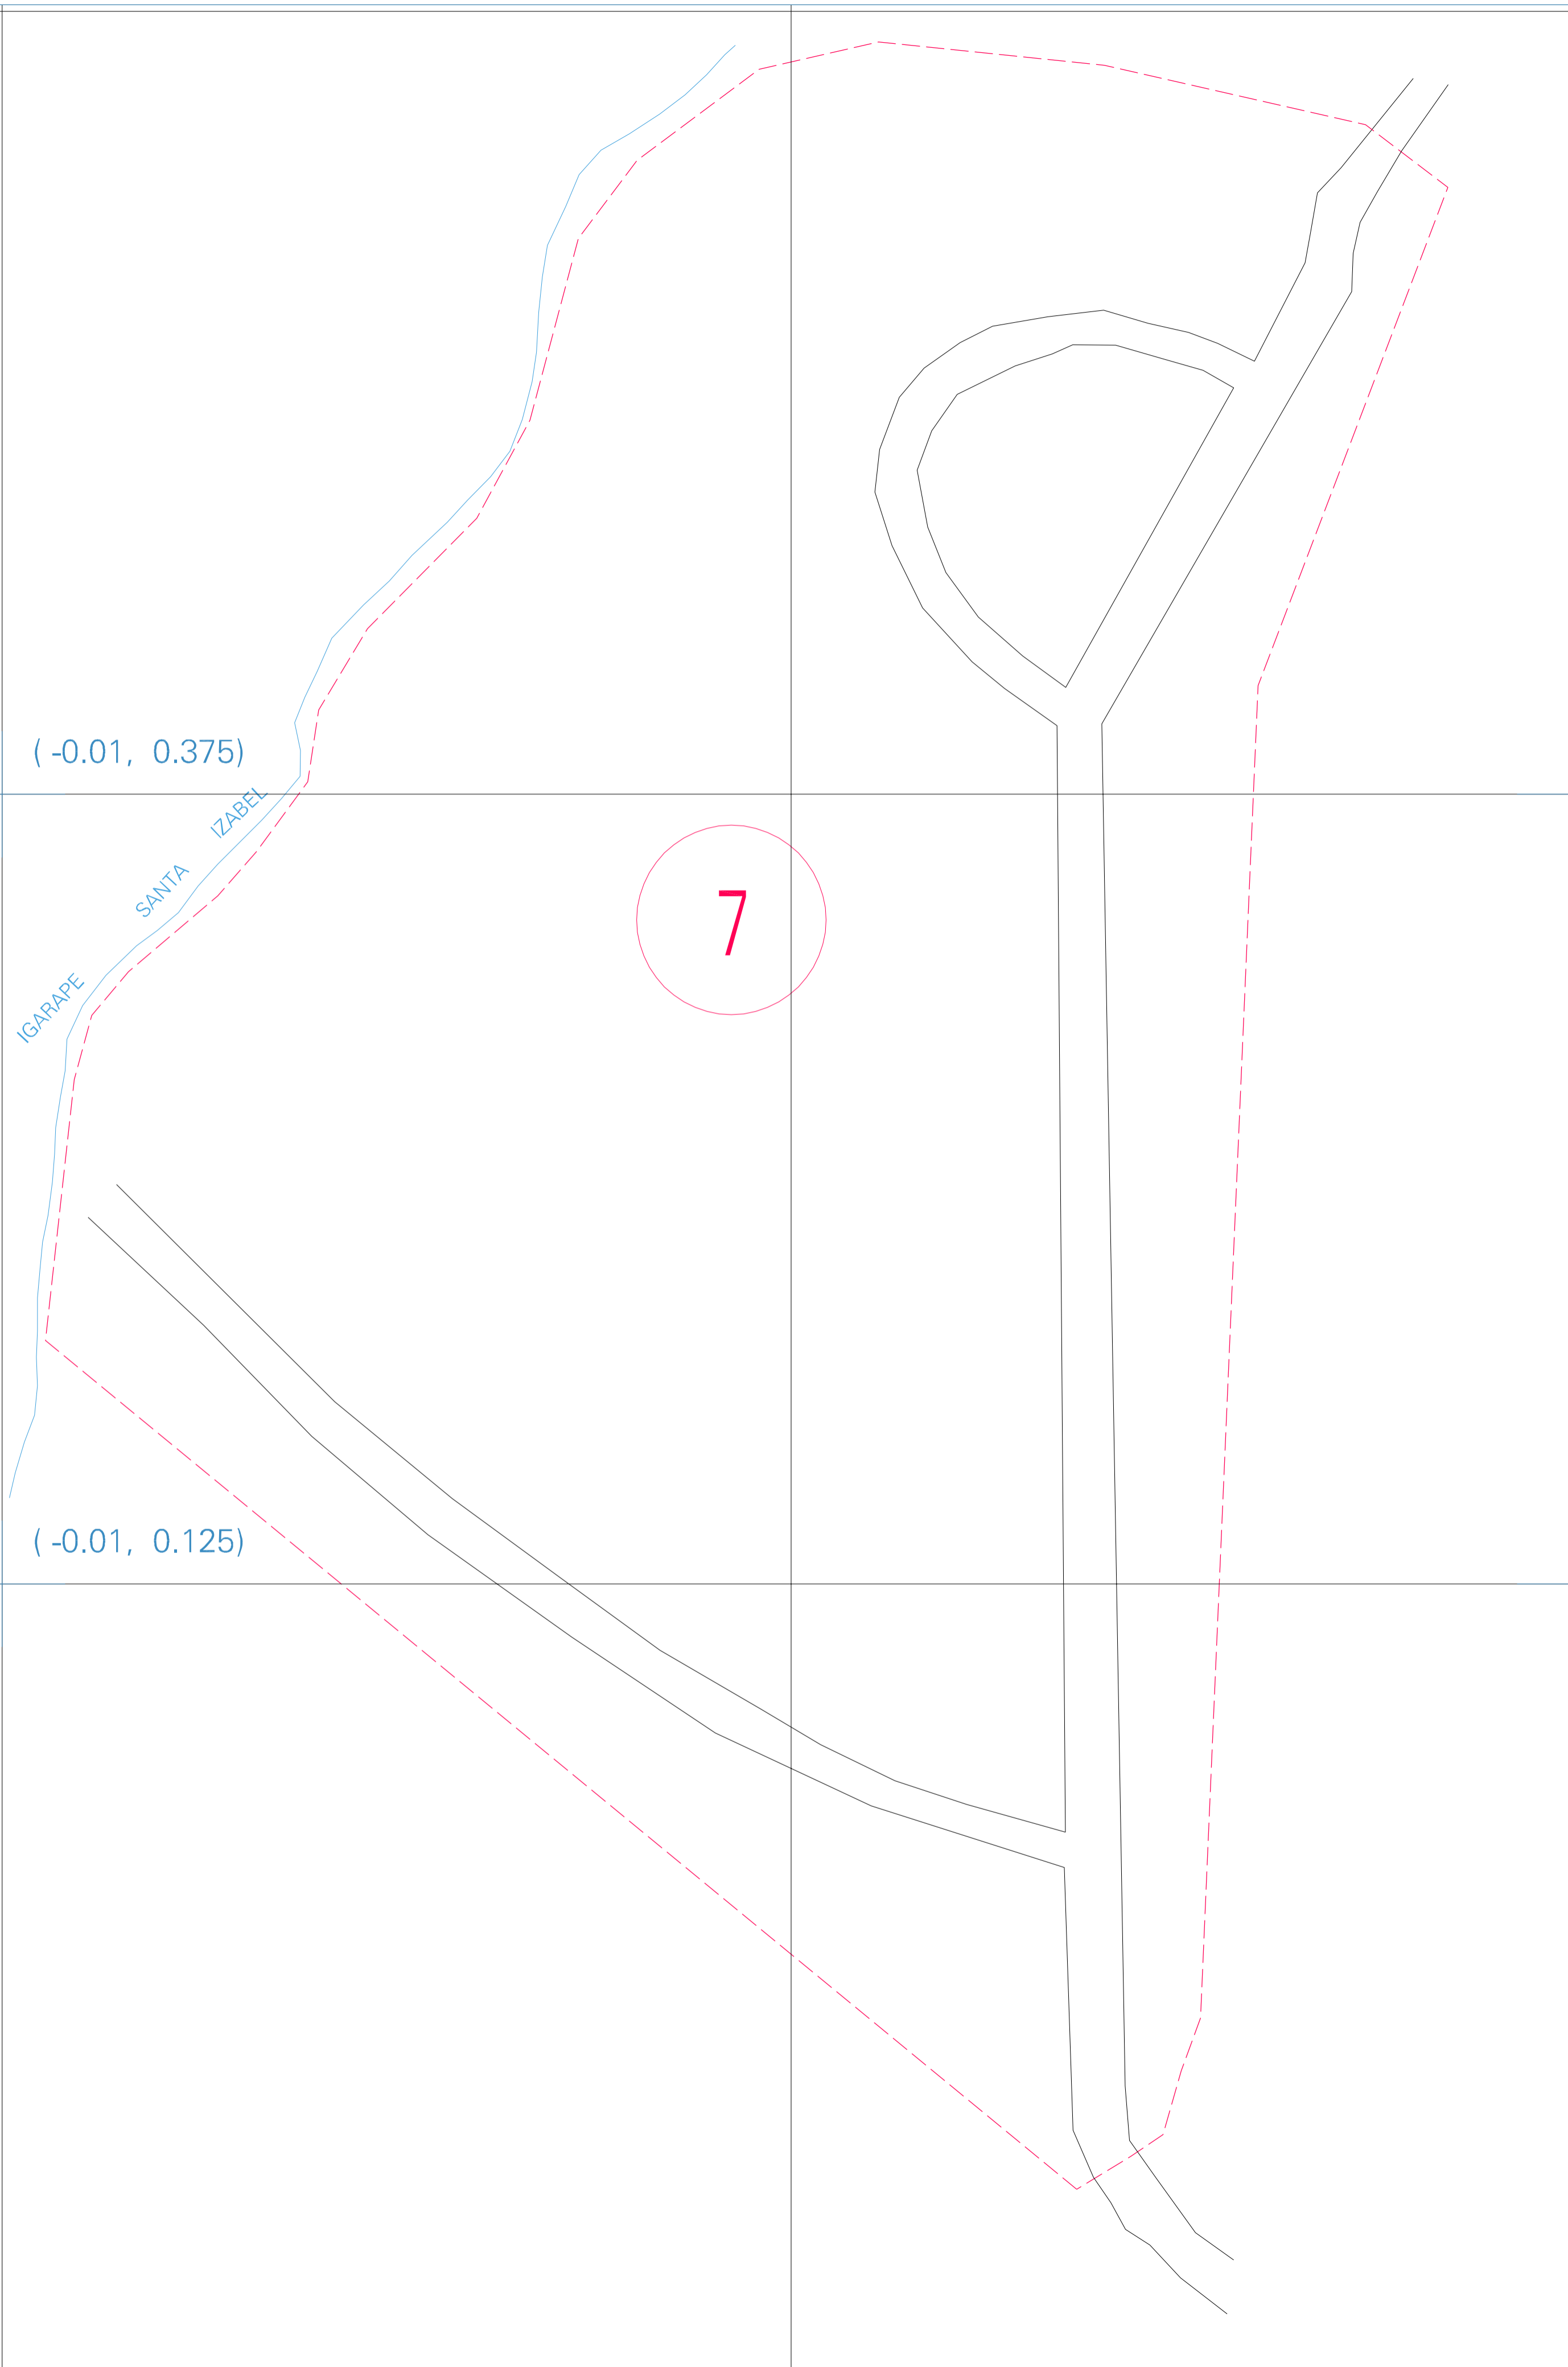 ( -0.01, 0.375)
IGARAPE SANTA IZABEL
7
( -0.01, 0.125)